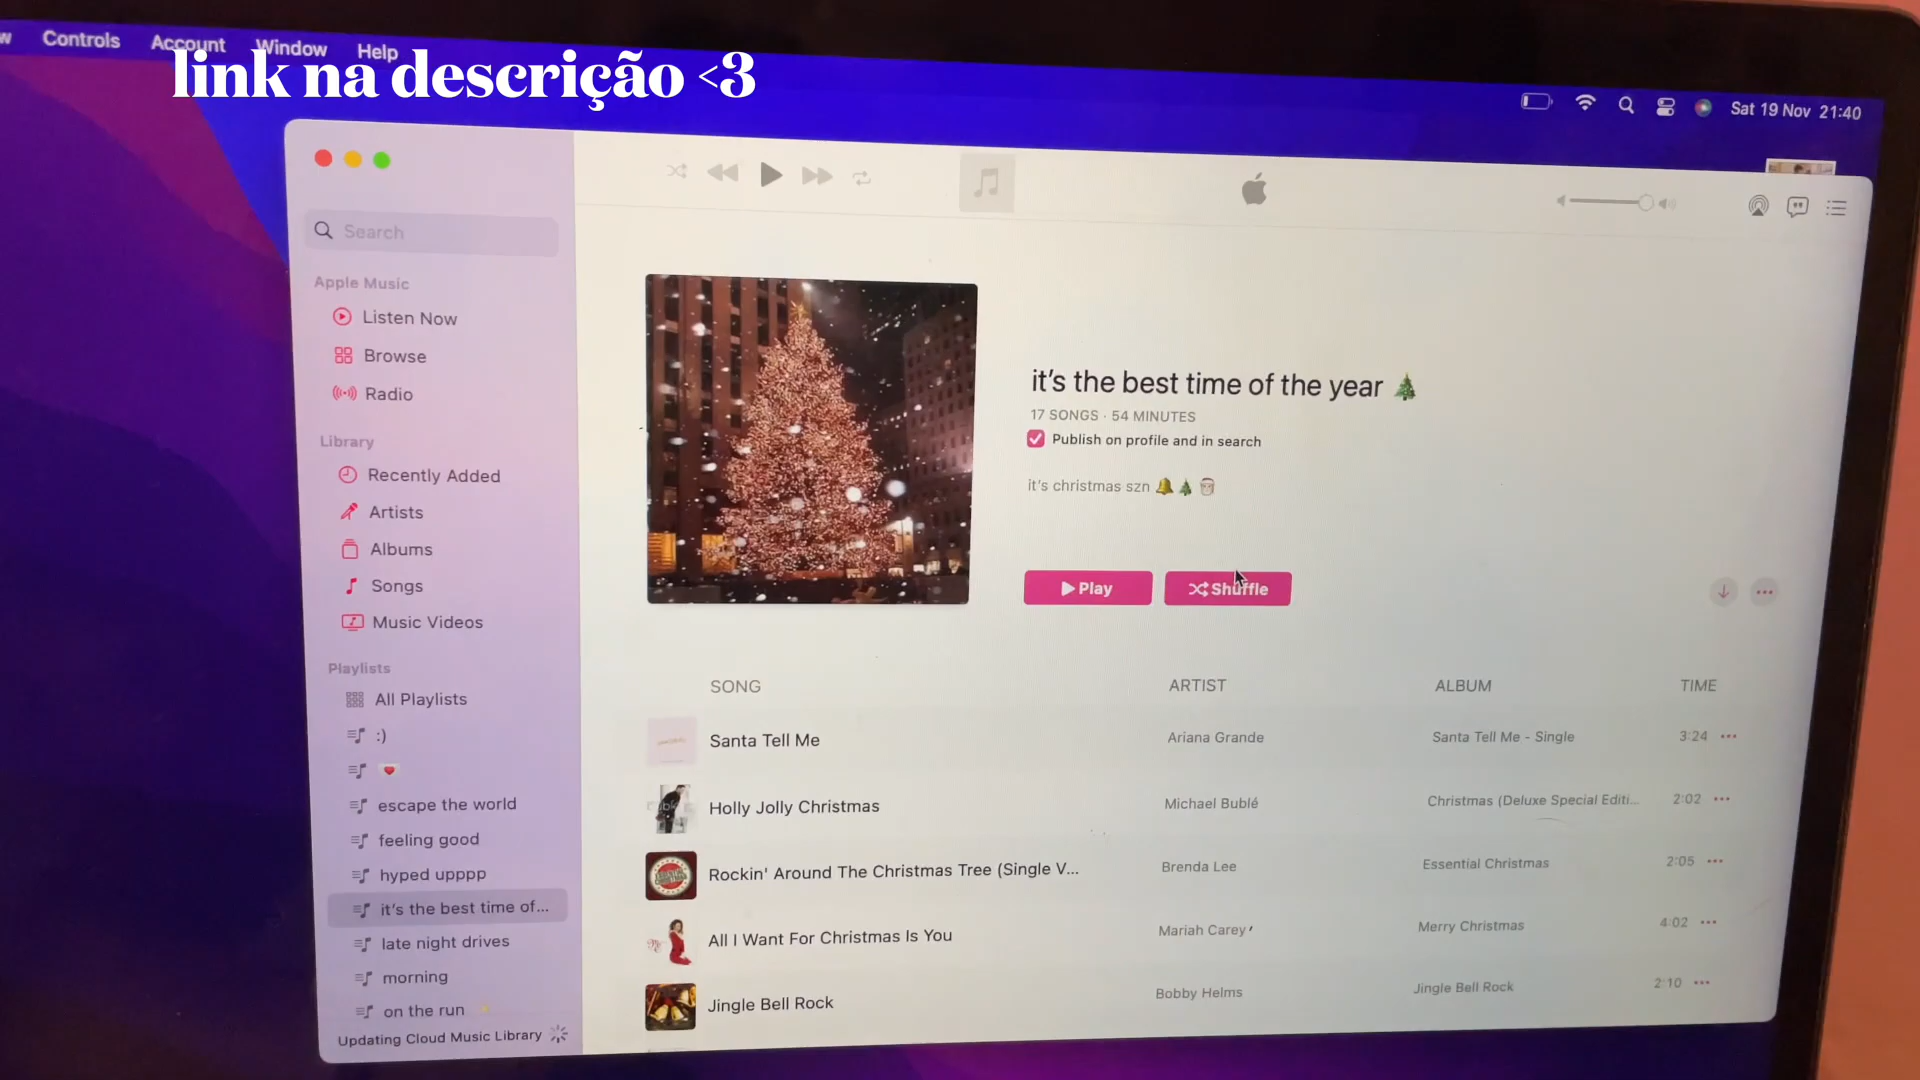 Controls Account Window Help
link na descrição <3
Sat 19 Nov 21:40
Search
Apple Music
Listen Now
Browse
Radio
Library
Recently Added
Artists
Albums
Songs
Music Videos
Playlists
All Playlists
:)
escape the world
feeling good
hyped upppp
it's the best time of...
late night drives
morning
on the run
Updating Cloud Music Library
it's the best time of the year 🎄
17 SONGS · 54 MINUTES
Publish on profile and in search
it's christmas szn 🔔🎄🎅
Play Shuffle
SONG ARTIST ALBUM TIME
Santa Tell Me Ariana Grande Santa Tell Me - Single 3:24
Holly Jolly Christmas Michael Bublé Christmas (Deluxe Special Editi... 2:02
Rockin' Around The Christmas Tree (Single V... Brenda Lee Essential Christmas 2:05
All I Want For Christmas Is You Mariah Carey Merry Christmas 4:02
Jingle Bell Rock Bobby Helms Jingle Bell Rock 2:10